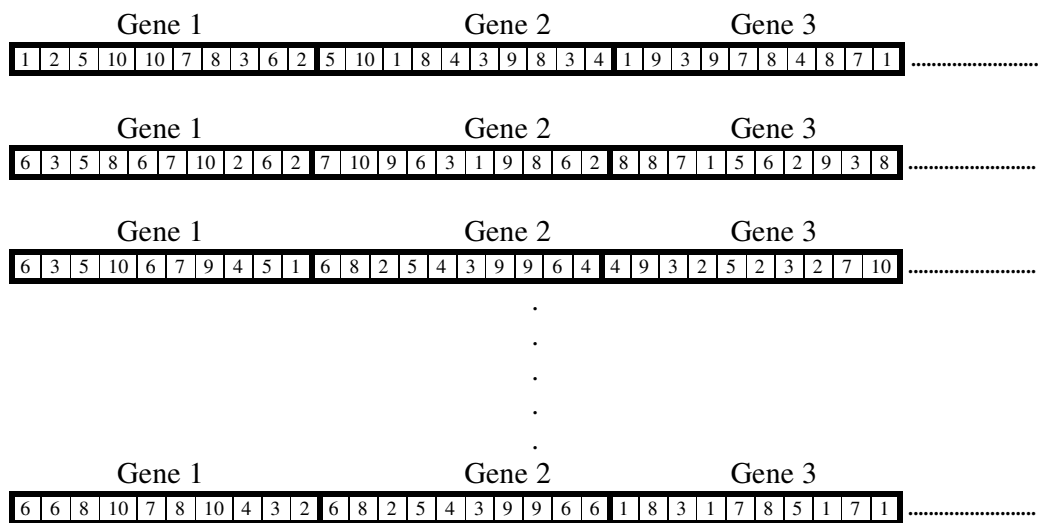 Gene 1 Gene 2 Gene 3
1 2 5 10 10 7 8 3 6 2 5 10 1 8 4 3 9 8 3 4 1 9 3 9 7 8 4 8 7 1 ..........................
Gene 1 Gene 2 Gene 3
6 3 5 8 6 7 10 2 6 2 7 10 9 6 3 1 9 8 6 2 8 8 7 1 5 6 2 9 3 8 ..........................
Gene 1 Gene 2 Gene 3
6 3 5 10 6 7 9 4 5 1 6 8 2 5 4 3 9 9 6 4 4 9 3 2 5 2 3 2 7 10 ..........................
.
.
.
.
.
Gene 1 Gene 2 Gene 3
6 6 8 10 7 8 10 4 3 2 6 8 2 5 4 3 9 9 6 6 1 8 3 1 7 8 5 1 7 1 ..........................